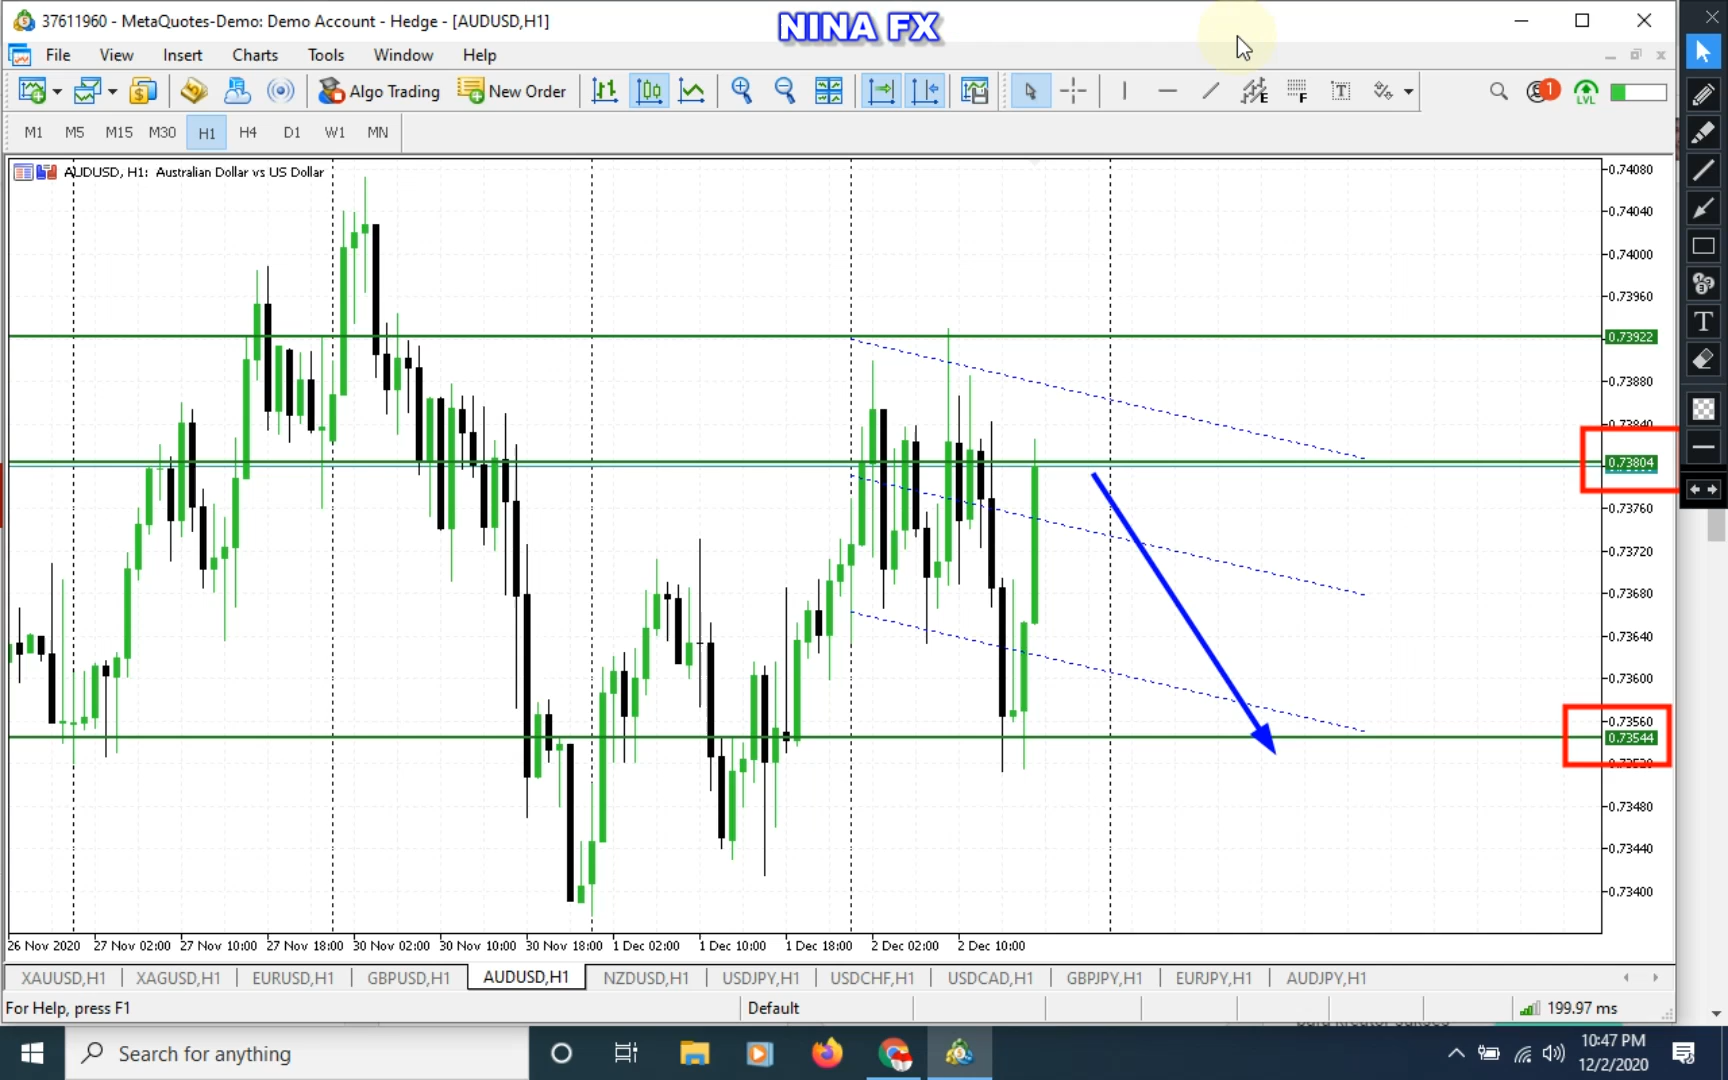 37611960 - MetaQuotes-Demo: Demo Account - Hedge - [AUDUSD,H1]
NINA FX
File View Insert Charts Tools Window Help
Algo Trading New Order
E F T 1 LVL
M1 M5 M15 M30 H1 H4 D1 W1 MN
AUDUSD, H1: Australian Dollar vs US Dollar
0.74080
0.74040
0.74000
0.73960
0.73922
0.73880
0.73840
0.73804
0.73760
0.73720
0.73680
0.73640
0.73600
0.73560
0.73544
0.73520
0.73480
0.73440
0.73400
26 Nov 2020 27 Nov 02:00 27 Nov 10:00 27 Nov 18:00 30 Nov 02:00 30 Nov 10:00 30 Nov 18:00 1 Dec 02:00 1 Dec 10:00 1 Dec 18:00 2 Dec 02:00 2 Dec 10:00
XAUUSD,H1 XAGUSD,H1 EURUSD,H1 GBPUSD,H1 AUDUSD,H1 NZDUSD,H1 USDJPY,H1 USDCHF,H1 USDCAD,H1 GBPJPY,H1 EURJPY,H1 AUDJPY,H1
For Help, press F1 Default 199.97 ms
Search for anything
10:47 PM
12/2/2020